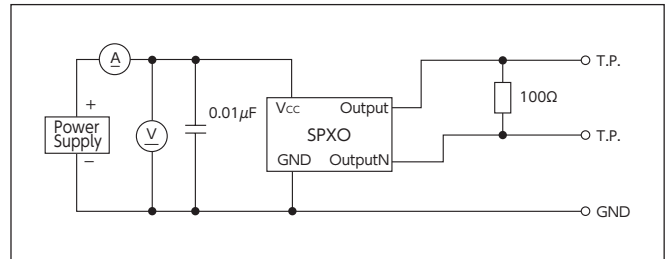 A
T.P.
+
0.01μF
Vcc Output
100Ω
Power
Supply
V
SPXO
T.P.
−
GND OutputN
GND